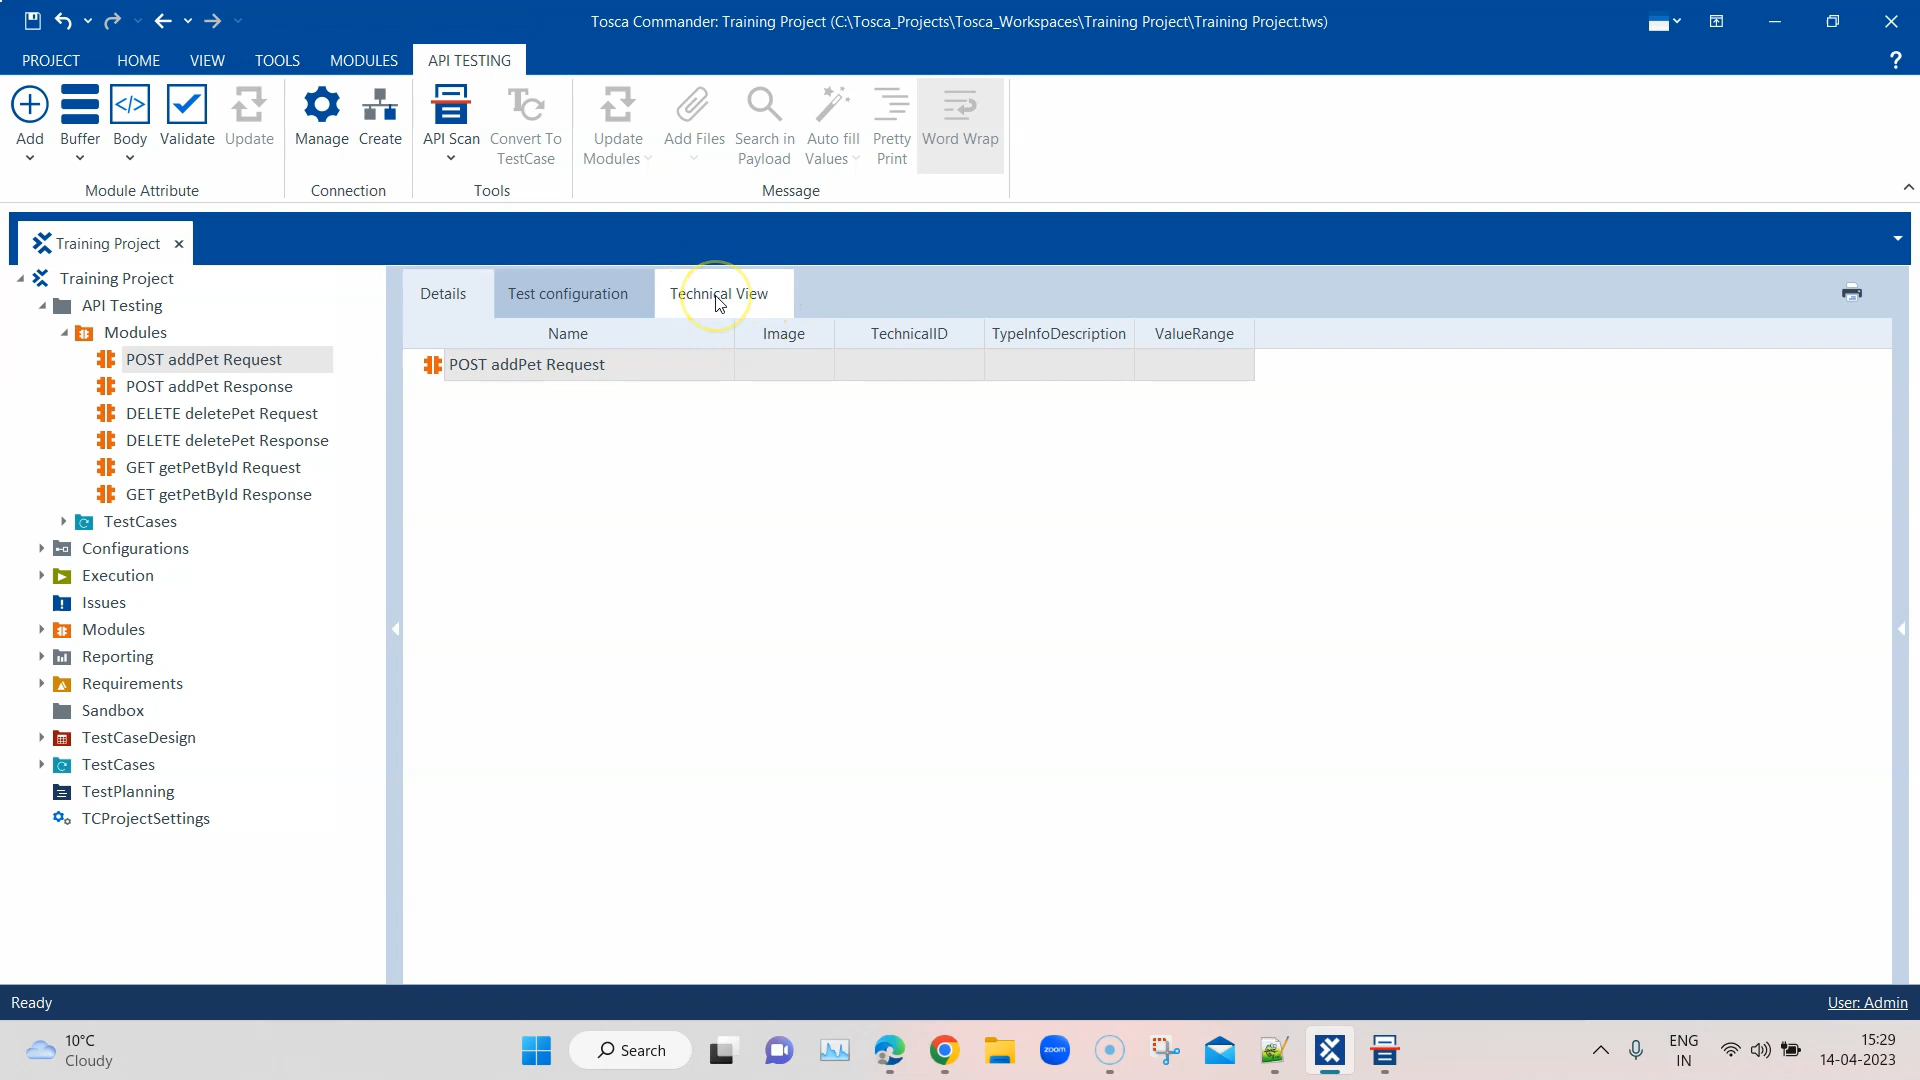 Tosca Commander: Training Project (C:\Tosca_Projects\Tosca_Workspaces\Training Project\Training Project.tws)
PROJECT HOME VIEW TOOLS MODULES API TESTING ?
Add Buffer Body Validate Update Manage Create API Scan Convert To Update Add Files Search in Auto fill Pretty Word Wrap
TestCase Modules Payload Values Print
Module Attribute Connection Tools Message
Training Project
Training Project
API Testing
Modules
POST addPet Request
POST addPet Response
DELETE deletePet Request
DELETE deletePet Response
GET getPetById Request
GET getPetById Response
TestCases
Configurations
Execution
Issues
Modules
Reporting
Requirements
Sandbox
TestCaseDesign
TestCases
TestPlanning
TCProjectSettings
Details Test configuration Technical View
Name Image TechnicalID TypeInfoDescription ValueRange
POST addPet Request
Ready User: Admin
10°C
Cloudy
Search
zoom
ENG
IN
15:29
14-04-2023